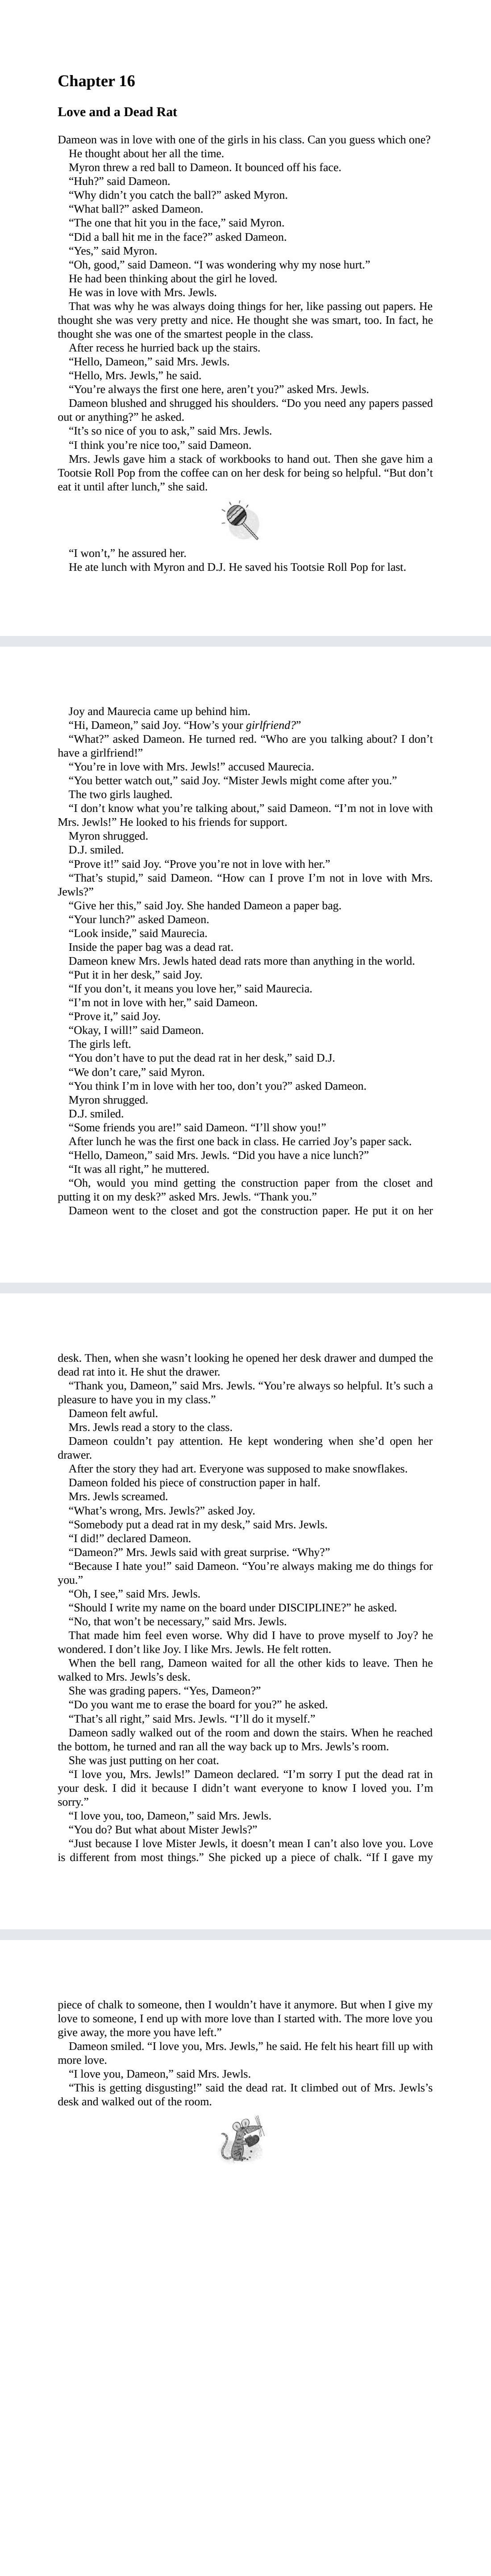 Chapter 16
Love and a Dead Rat
Dameon was in love with one of the girls in his class. Can you guess which one?
He thought about her all the time.
Myron threw a red ball to Dameon. It bounced off his face.
“Huh?” said Dameon.
“Why didn’t you catch the ball?” asked Myron.
“What ball?” asked Dameon.
“The one that hit you in the face,” said Myron.
“Did a ball hit me in the face?” asked Dameon.
“Yes,” said Myron.
“Oh, good,” said Dameon. “I was wondering why my nose hurt.”
He had been thinking about the girl he loved.
He was in love with Mrs. Jewls.
That was why he was always doing things for her, like passing out papers. He
thought she was very pretty and nice. He thought she was smart, too. In fact, he
thought she was one of the smartest people in the class.
After recess he hurried back up the stairs.
“Hello, Dameon,” said Mrs. Jewls.
“Hello, Mrs. Jewls,” he said.
“You’re always the first one here, aren’t you?” asked Mrs. Jewls.
Dameon blushed and shrugged his shoulders. “Do you need any papers passed
out or anything?” he asked.
“It’s so nice of you to ask,” said Mrs. Jewls.
“I think you’re nice too,” said Dameon.
Mrs. Jewls gave him a stack of workbooks to hand out. Then she gave him a
Tootsie Roll Pop from the coffee can on her desk for being so helpful. “But don’t
eat it until after lunch,” she said.
“I won’t,” he assured her.
He ate lunch with Myron and D.J. He saved his Tootsie Roll Pop for last.
Joy and Maurecia came up behind him.
“Hi, Dameon,” said Joy. “How’s your girlfriend?”
“What?” asked Dameon. He turned red. “Who are you talking about? I don’t
have a girlfriend!”
“You’re in love with Mrs. Jewls!” accused Maurecia.
“You better watch out,” said Joy. “Mister Jewls might come after you.”
The two girls laughed.
“I don’t know what you’re talking about,” said Dameon. “I’m not in love with
Mrs. Jewls!” He looked to his friends for support.
Myron shrugged.
D.J. smiled.
“Prove it!” said Joy. “Prove you’re not in love with her.”
“That’s stupid,” said Dameon. “How can I prove I’m not in love with Mrs.
Jewls?”
“Give her this,” said Joy. She handed Dameon a paper bag.
“Your lunch?” asked Dameon.
“Look inside,” said Maurecia.
Inside the paper bag was a dead rat.
Dameon knew Mrs. Jewls hated dead rats more than anything in the world.
“Put it in her desk,” said Joy.
“If you don’t, it means you love her,” said Maurecia.
“I’m not in love with her,” said Dameon.
“Prove it,” said Joy.
“Okay, I will!” said Dameon.
The girls left.
“You don’t have to put the dead rat in her desk,” said D.J.
“We don’t care,” said Myron.
“You think I’m in love with her too, don’t you?” asked Dameon.
Myron shrugged.
D.J. smiled.
“Some friends you are!” said Dameon. “I’ll show you!”
After lunch he was the first one back in class. He carried Joy’s paper sack.
“Hello, Dameon,” said Mrs. Jewls. “Did you have a nice lunch?”
“It was all right,” he muttered.
“Oh, would you mind getting the construction paper from the closet and
putting it on my desk?” asked Mrs. Jewls. “Thank you.”
Dameon went to the closet and got the construction paper. He put it on her
desk. Then, when she wasn’t looking he opened her desk drawer and dumped the
dead rat into it. He shut the drawer.
“Thank you, Dameon,” said Mrs. Jewls. “You’re always so helpful. It’s such a
pleasure to have you in my class.”
Dameon felt awful.
Mrs. Jewls read a story to the class.
Dameon couldn’t pay attention. He kept wondering when she’d open her
drawer.
After the story they had art. Everyone was supposed to make snowflakes.
Dameon folded his piece of construction paper in half.
Mrs. Jewls screamed.
“What’s wrong, Mrs. Jewls?” asked Joy.
“Somebody put a dead rat in my desk,” said Mrs. Jewls.
“I did!” declared Dameon.
“Dameon?” Mrs. Jewls said with great surprise. “Why?”
“Because I hate you!” said Dameon. “You’re always making me do things for
you.”
“Oh, I see,” said Mrs. Jewls.
“Should I write my name on the board under DISCIPLINE?” he asked.
“No, that won’t be necessary,” said Mrs. Jewls.
That made him feel even worse. Why did I have to prove myself to Joy? he
wondered. I don’t like Joy. I like Mrs. Jewls. He felt rotten.
When the bell rang, Dameon waited for all the other kids to leave. Then he
walked to Mrs. Jewls’s desk.
She was grading papers. “Yes, Dameon?”
“Do you want me to erase the board for you?” he asked.
“That’s all right,” said Mrs. Jewls. “I’ll do it myself.”
Dameon sadly walked out of the room and down the stairs. When he reached
the bottom, he turned and ran all the way back up to Mrs. Jewls’s room.
She was just putting on her coat.
“I love you, Mrs. Jewls!” Dameon declared. “I’m sorry I put the dead rat in
your desk. I did it because I didn’t want everyone to know I loved you. I’m
sorry.”
“I love you, too, Dameon,” said Mrs. Jewls.
“You do? But what about Mister Jewls?”
“Just because I love Mister Jewls, it doesn’t mean I can’t also love you. Love
is different from most things.” She picked up a piece of chalk. “If I gave my
piece of chalk to someone, then I wouldn’t have it anymore. But when I give my
love to someone, I end up with more love than I started with. The more love you
give away, the more you have left.”
Dameon smiled. “I love you, Mrs. Jewls,” he said. He felt his heart fill up with
more love.
“I love you, Dameon,” said Mrs. Jewls.
“This is getting disgusting!” said the dead rat. It climbed out of Mrs. Jewls’s
desk and walked out of the room.